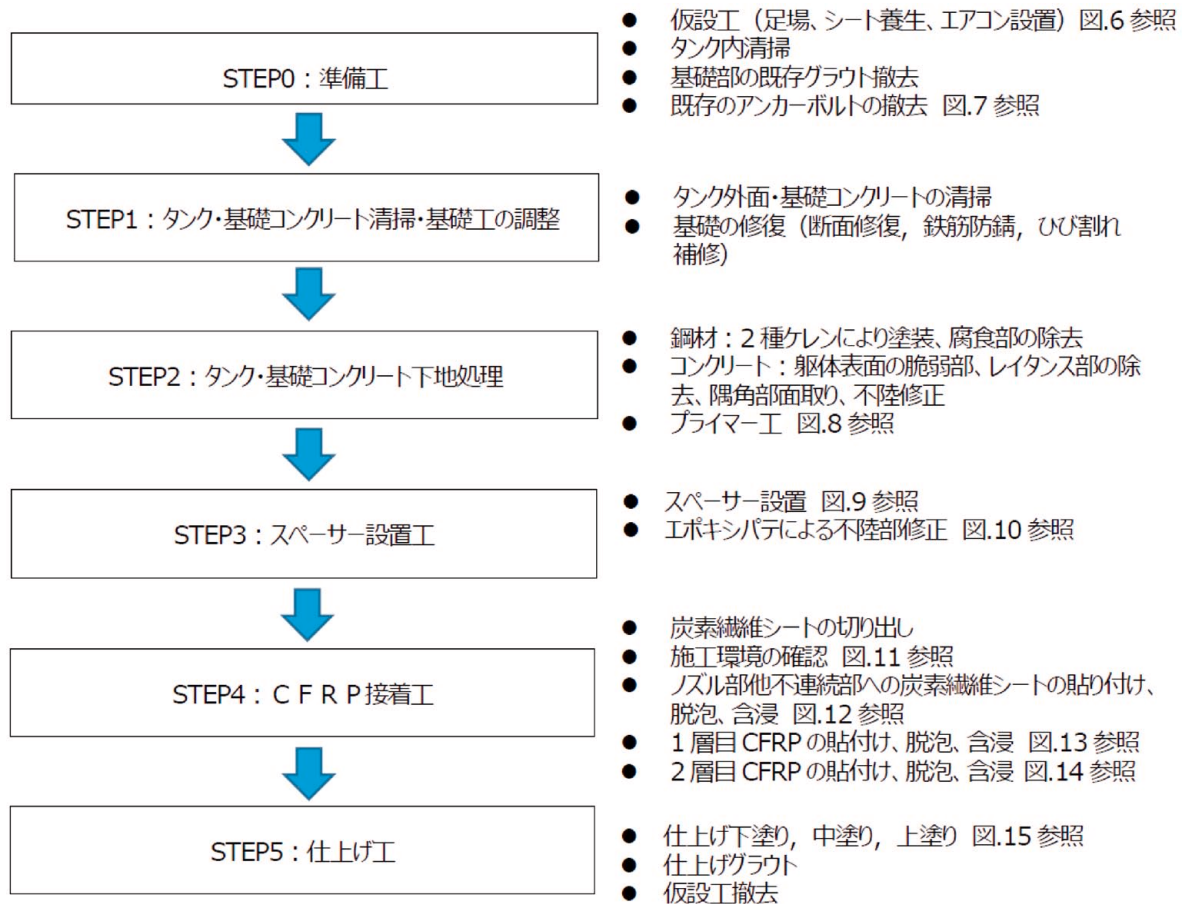 STEP0：準備工
● 仮設工（足場、シート養生、エアコン設置）図.6 参照
● タンク内清掃
● 基礎部の既存グラウト撤去
● 既存のアンカーボルトの撤去 図.7 参照
STEP1：タンク・基礎コンクリート清掃・基礎工の調整
● タンク外面・基礎コンクリートの清掃
● 基礎の修復（断面修復，鉄筋防錆，ひび割れ
補修）
STEP2：タンク・基礎コンクリート下地処理
● 鋼材：2 種ケレンにより塗装、腐食部の除去
● コンクリート：躯体表面の脆弱部、レイタンス部の除
去、隅角部面取り、不陸修正
● プライマー工 図.8 参照
STEP3：スペーサー設置工
● スペーサー設置 図.9 参照
● エポキシパテによる不陸部修正 図.10 参照
STEP4：ＣＦＲＰ接着工
● 炭素繊維シートの切り出し
● 施工環境の確認 図.11 参照
● ノズル部他不連続部への炭素繊維シートの貼り付け、
脱泡、含浸 図.12 参照
● 1 層目 CFRP の貼付け、脱泡、含浸 図.13 参照
● 2 層目 CFRP の貼付け、脱泡、含浸 図.14 参照
STEP5：仕上げ工
● 仕上げ下塗り，中塗り，上塗り 図.15 参照
● 仕上げグラウト
● 仮設工撤去